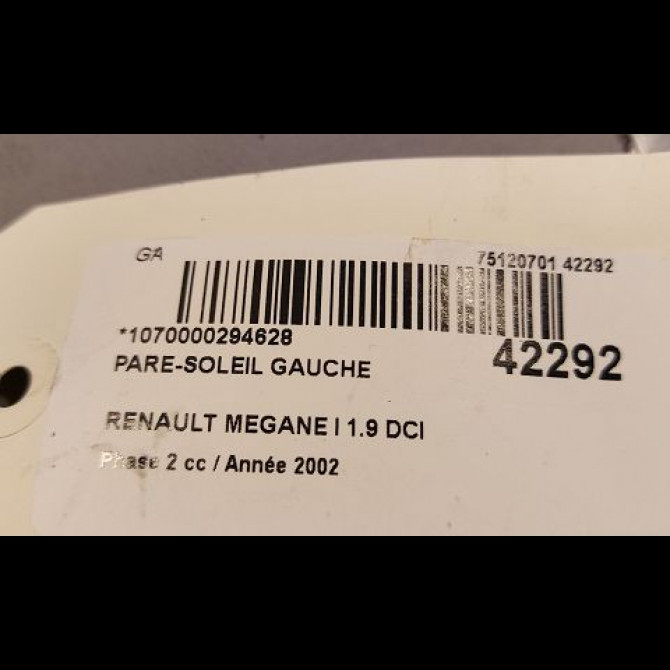 GA
75120701 42292
*1070000294628
42292
PARE-SOLEIL GAUCHE
RENAULT MEGANE I 1.9 DCI
Phase 2 cc / Année 2002